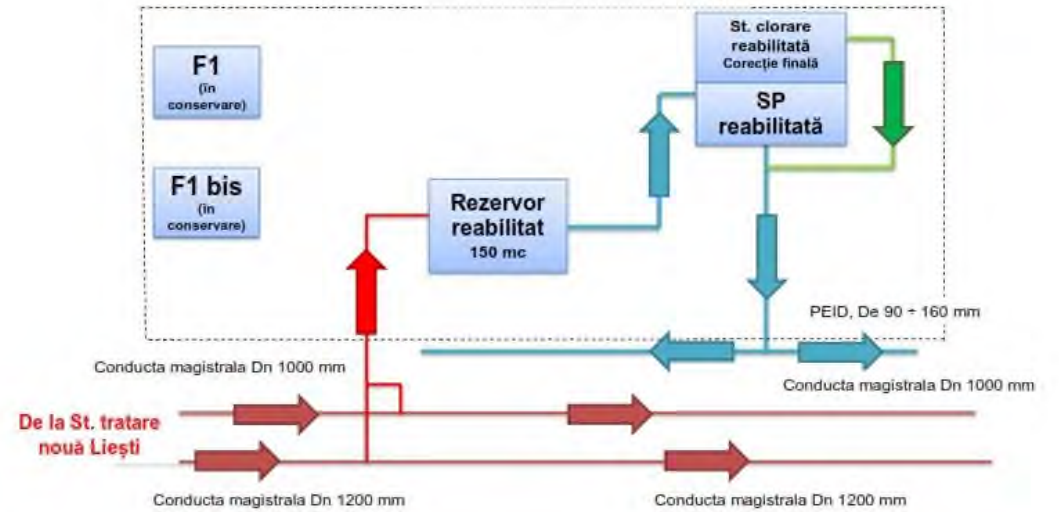 St. clorare
reabilitată
Corecție finală
SP
reabilitată
F1
(în
conservare)
F1 bis
(în
conservare)
Rezervor
reabilitat
150 mc
PEID, De 90 ÷ 160 mm
Conducta magistrala Dn 1000 mm
Conducta magistrala Dn 1000 mm
De la St. tratare
nouă Liești
Conducta magistrala Dn 1200 mm
Conducta magistrala Dn 1200 mm